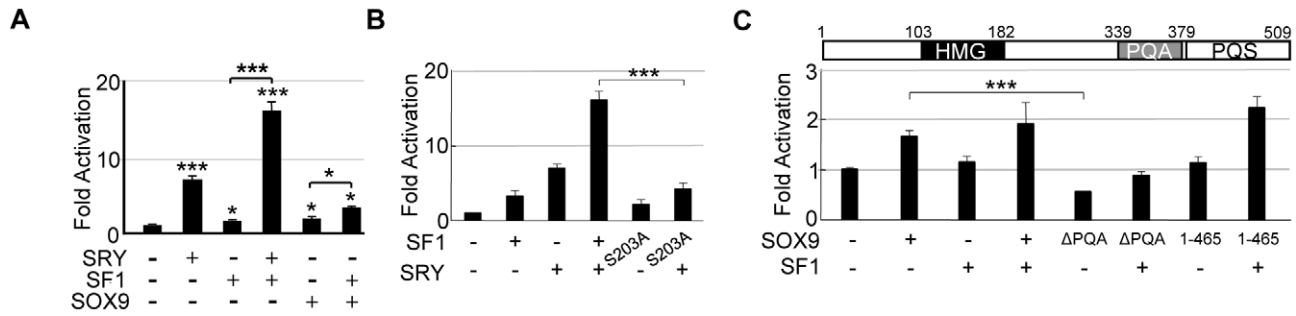 A
20
10
0
Fold Activation
***
***
***
*
*
*
*
SRY - + - + - -
SF1 - - + + - +
SOX9 - - - - + +
B
20
10
0
Fold Activation
***
SF1 - + - + S203A S203A
SRY - - + + - +
C
1 103 182 339 379 509
HMG PQA PQS
3
2
1
0
Fold Activation
***
SOX9 - + - + ΔPQA ΔPQA 1-465 1-465
SF1 - - + + - + - +